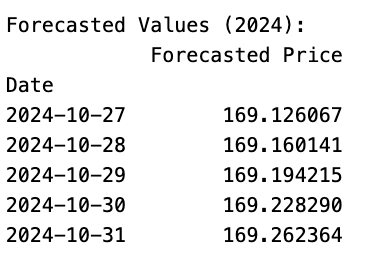 Forecasted Values (2024):
Forecasted Price
Date
2024-10-27 169.126067
2024-10-28 169.160141
2024-10-29 169.194215
2024-10-30 169.228290
2024-10-31 169.262364